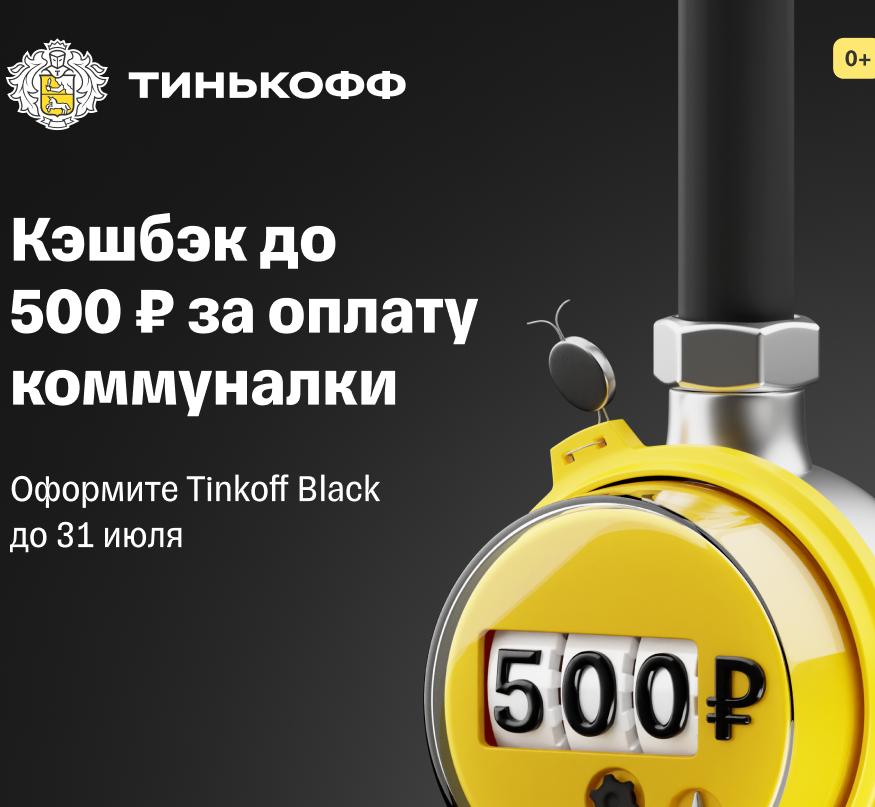 ТИНЬКОФФ
0+
Кэшбэк до
500 ₽ за оплату
коммуналки
Оформите Tinkoff Black
до 31 июля
500₽